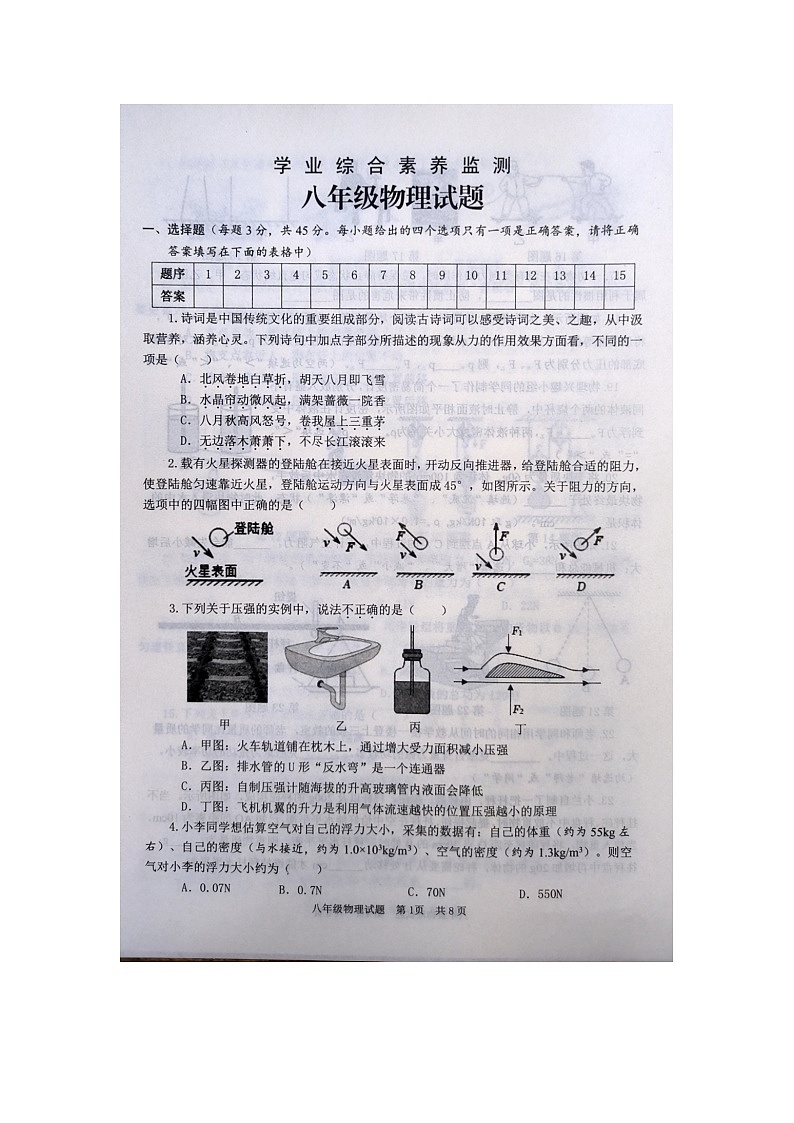 学业综合素养监测
八年级物理试题
一、选择题（每题3分，共45分。每小题给出的四个选项只有一项是正确答案，请将正确
答案填写在下面的表格中）
题序 1 2 3 4 5 6 7 8 9 10 11 12 13 14 15
答案
1.诗词是中国传统文化的重要组成部分，阅读古诗词可以感受诗词之美、之趣，从中汲
取营养，涵养心灵。下列诗句中加点字部分所描述的现象从力的作用效果方面看，不同的一
项是（　　）
A．北风卷地白草折，胡天八月即飞雪
B．水晶帘动微风起，满架蔷薇一院香
C．八月秋高风怒号，卷我屋上三重茅
D．无边落木萧萧下，不尽长江滚滚来
2.载有火星探测器的登陆舱在接近火星表面时，开动反向推进器，给登陆舱合适的阻力，
使登陆舱匀速靠近火星，登陆舱运动方向与火星表面成45°，如图所示。关于阻力的方向，
选项中的四幅图中正确的是（　　）
登陆舱
v
火星表面
v F
A
F v
B
F v
C
v F
D
3.下列关于压强的实例中，说法不正确的是（　　）
F₁
F₂
甲 乙 丙 丁
A．甲图：火车轨道铺在枕木上，通过增大受力面积减小压强
B．乙图：排水管的U形“反水弯”是一个连通器
C．丙图：自制压强计随海拔的升高玻璃管内液面会降低
D．丁图：飞机机翼的升力是利用气体流速越快的位置压强越小的原理
4.小李同学想估算空气对自己的浮力大小，采集的数据有：自己的体重（约为55kg左
右）、自己的密度（与水接近，约为1.0×10³kg/m³）、空气的密度（约为1.3kg/m³）。则空
气对小李的浮力大小约为（　　）
A．0.07N B．0.7N C．70N D．550N
八年级物理试题 第1页 共8页